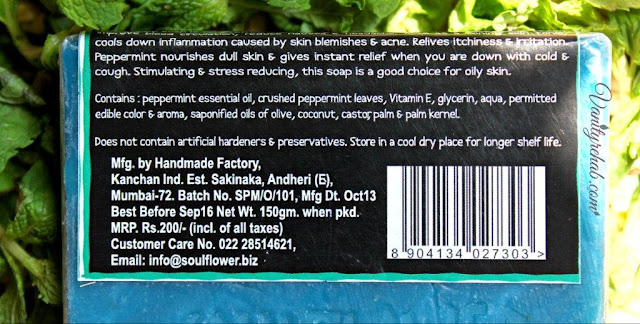 cools down inflammation caused by skin blemishes & acne. Relives itchiness & irritation.
Peppermint nourishes dull skin & gives instant relief when you are down with cold &
cough. Stimulating & stress reducing, this soap is a good choice for oily skin.
Contains : peppermint essential oil, crushed peppermint leaves, Vitamin E, glycerin, aqua, permitted
edible color & aroma, saponified oils of olive, coconut, castor, palm & palm kernel.
Does not contain artificial hardeners & preservatives. Store in a cool dry place for longer shelf life.
Mfg. by Handmade Factory,
Kanchan Ind. Est. Sakinaka, Andheri (E),
Mumbai-72. Batch No. SPM/O/101, Mfg Dt. Oct13
Best Before Sep16 Net Wt. 150gm. when pkd.
MRP. Rs.200/- (incl. of all taxes)
Customer Care No. 022 28514621,
Email: info@soulflower.biz
8 904134 027303 >
Vanityrehab.com